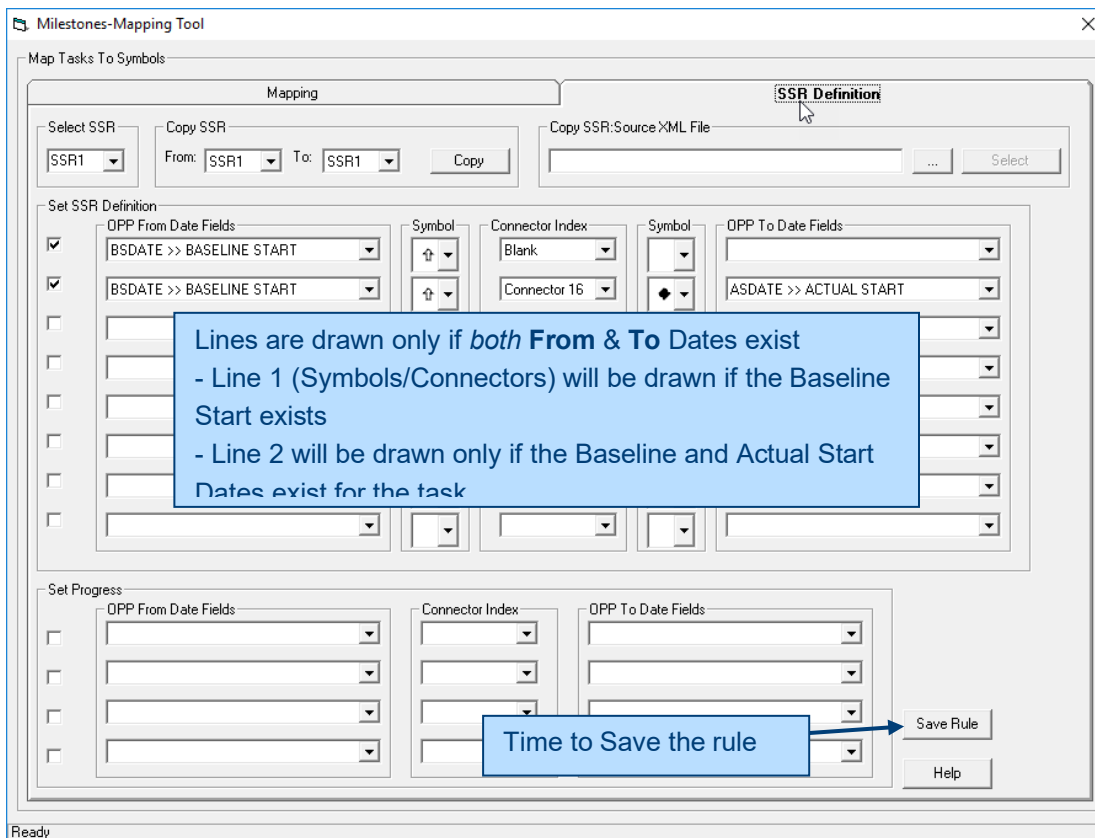 Milestones-Mapping Tool
Map Tasks To Symbols
Mapping
SSR Definition
Select SSR
Copy SSR
Copy SSR:Source XML File
SSR1
From:
SSR1
To:
SSR1
Copy
...
Select
Set SSR Definition
OPP From Date Fields
Symbol
Connector Index
Symbol
OPP To Date Fields
BSDATE >> BASELINE START
Blank
BSDATE >> BASELINE START
Connector 16
ASDATE >> ACTUAL START
Lines are drawn only if both From & To Dates exist
- Line 1 (Symbols/Connectors) will be drawn if the Baseline
Start exists
- Line 2 will be drawn only if the Baseline and Actual Start
Dates exist for the task
Set Progress
OPP From Date Fields
Connector Index
OPP To Date Fields
Time to Save the rule
Save Rule
Help
Ready